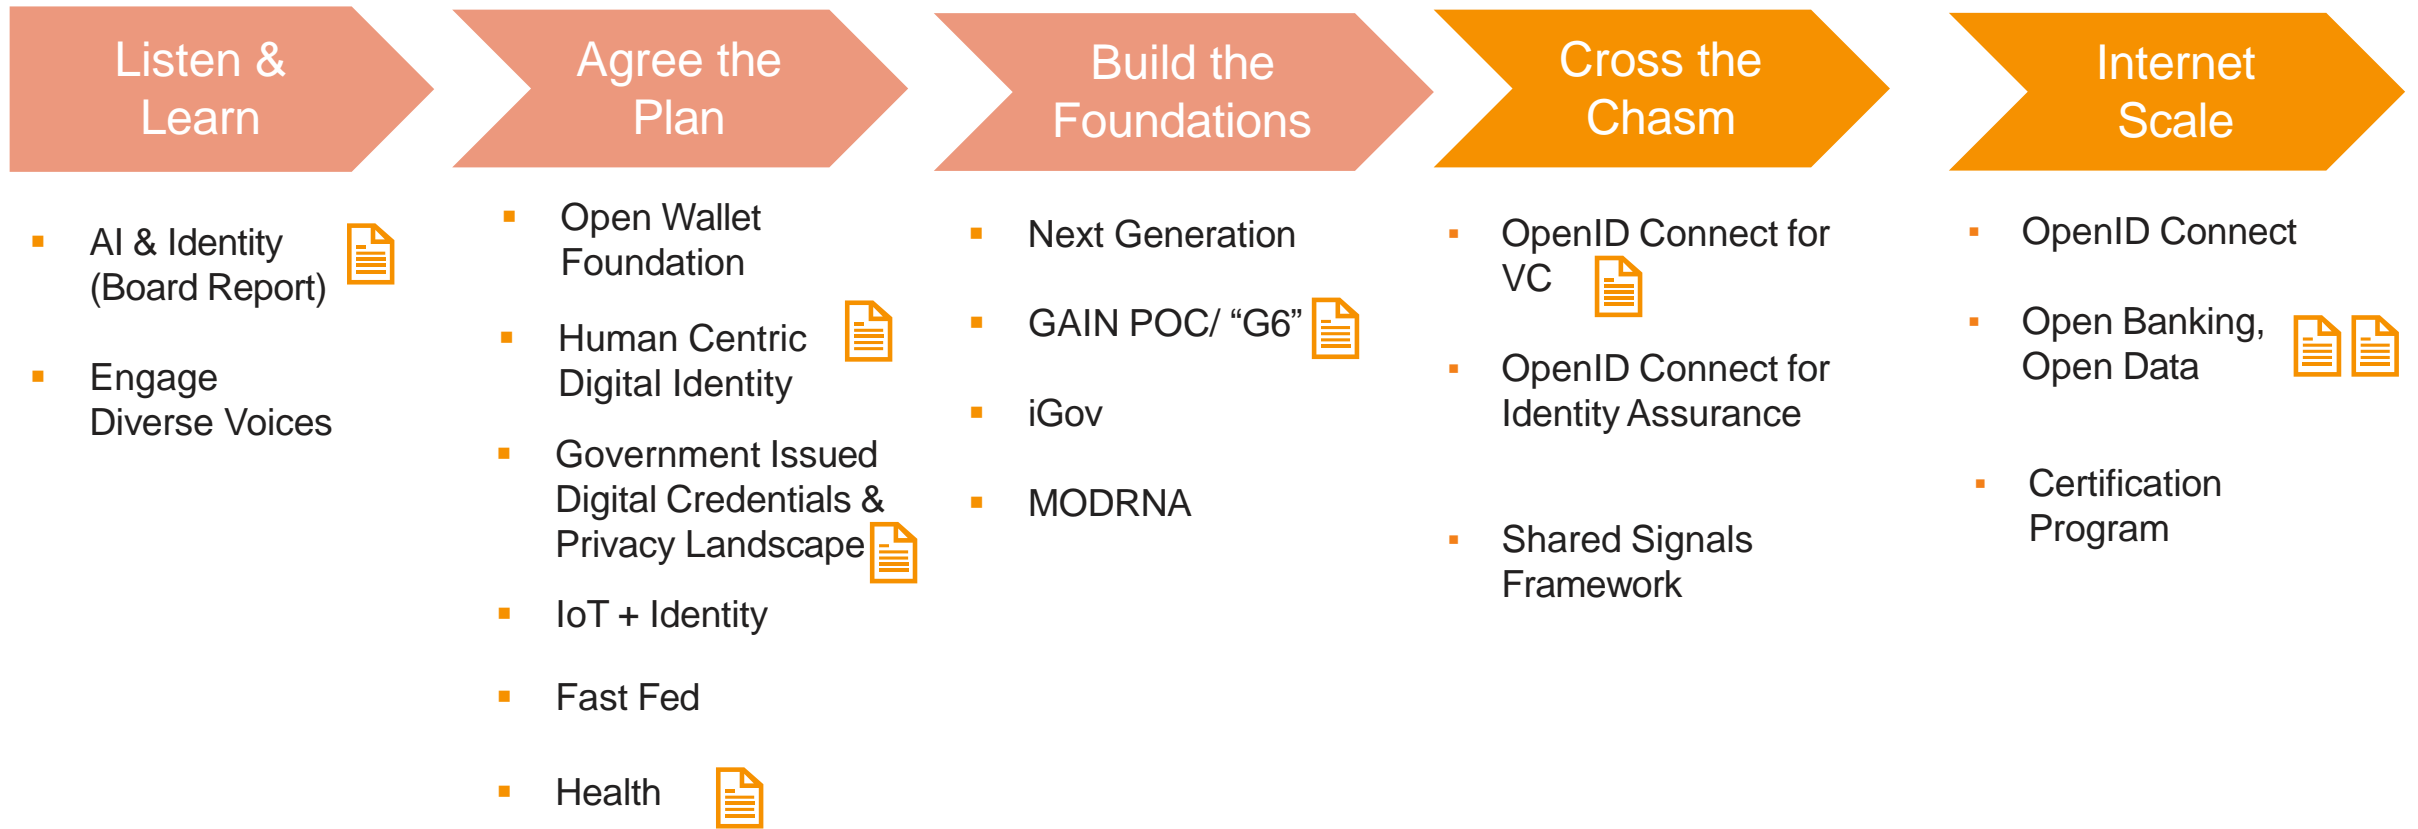 Listen &
Learn
Agree the
Plan
Build the
Foundations
Cross the
Chasm
Internet
Scale
AI & Identity
(Board Report)
Engage
Diverse Voices
Open Wallet
Foundation
Human Centric
Digital Identity
Government Issued
Digital Credentials &
Privacy Landscape
IoT + Identity
Fast Fed
Health
Next Generation
GAIN POC/ “G6”
iGov
MODRNA
OpenID Connect for
VC
OpenID Connect for
Identity Assurance
Shared Signals
Framework
OpenID Connect
Open Banking,
Open Data
Certification
Program